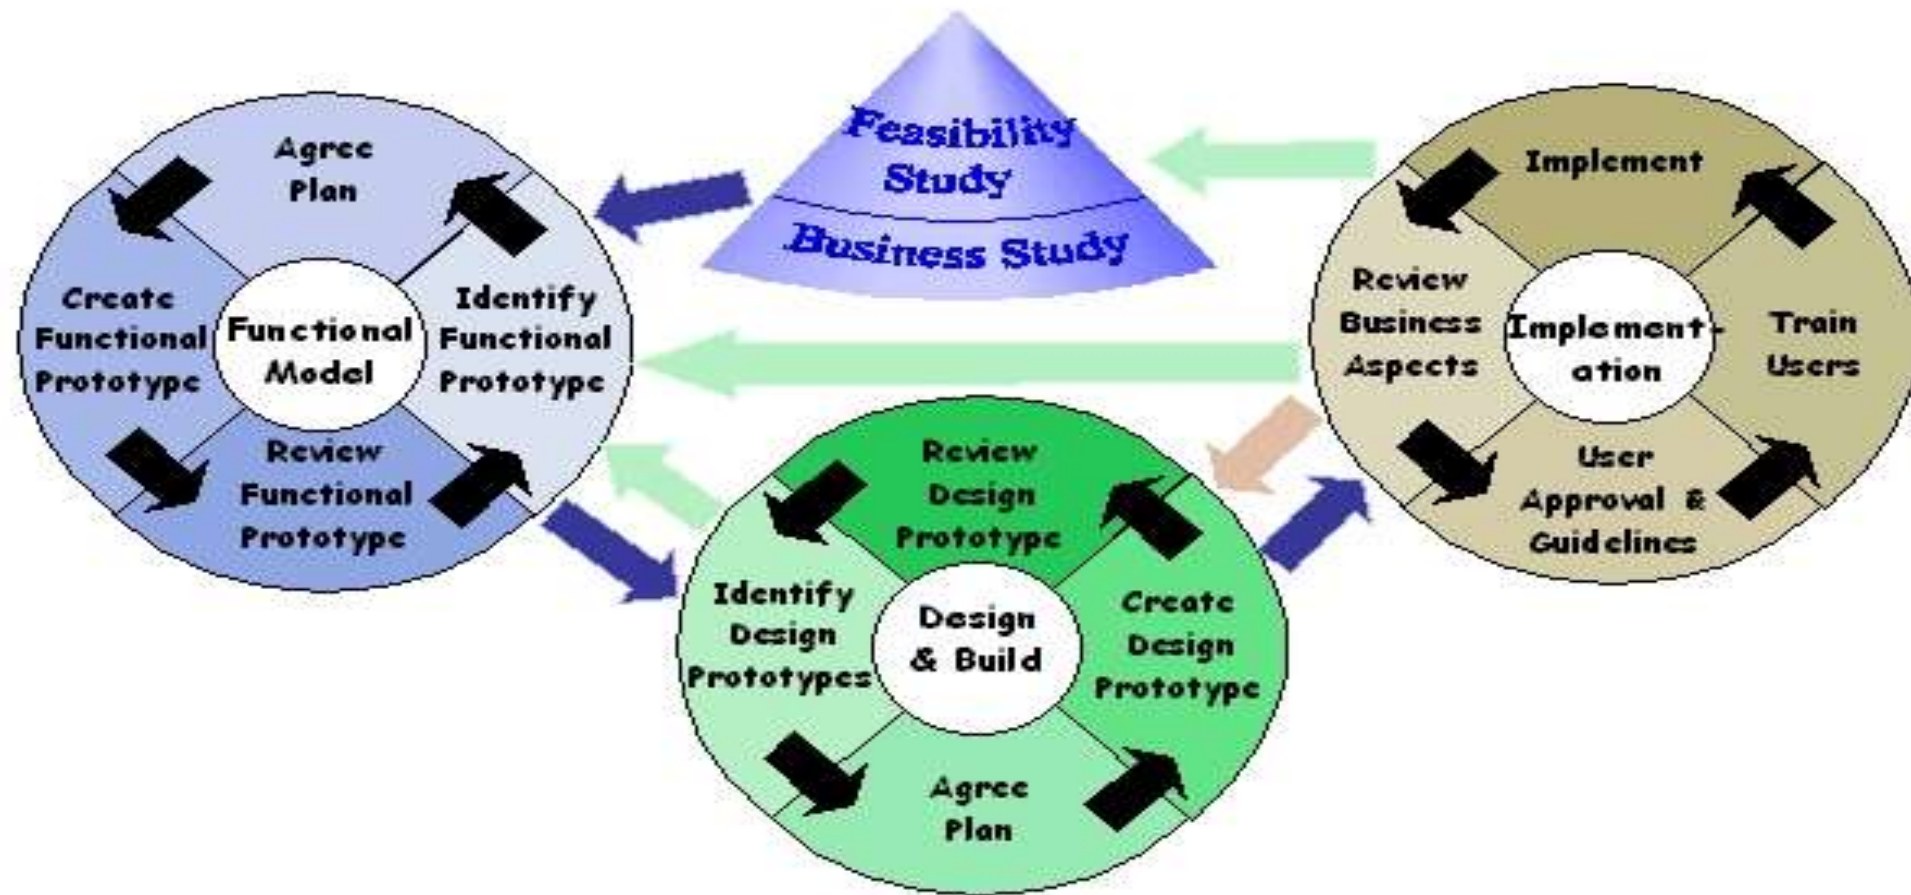 Feasibility
Study
Business Study
Agree
Plan
Create
Functional
Prototype
Functional
Model
Identify
Functional
Prototype
Review
Functional
Prototype
Review
Design
Prototype
Identify
Design
Prototypes
Design
& Build
Create
Design
Prototype
Agree
Plan
Implement
Review
Business
Aspects
Implement-
ation
Train
Users
User
Approval &
Guidelines